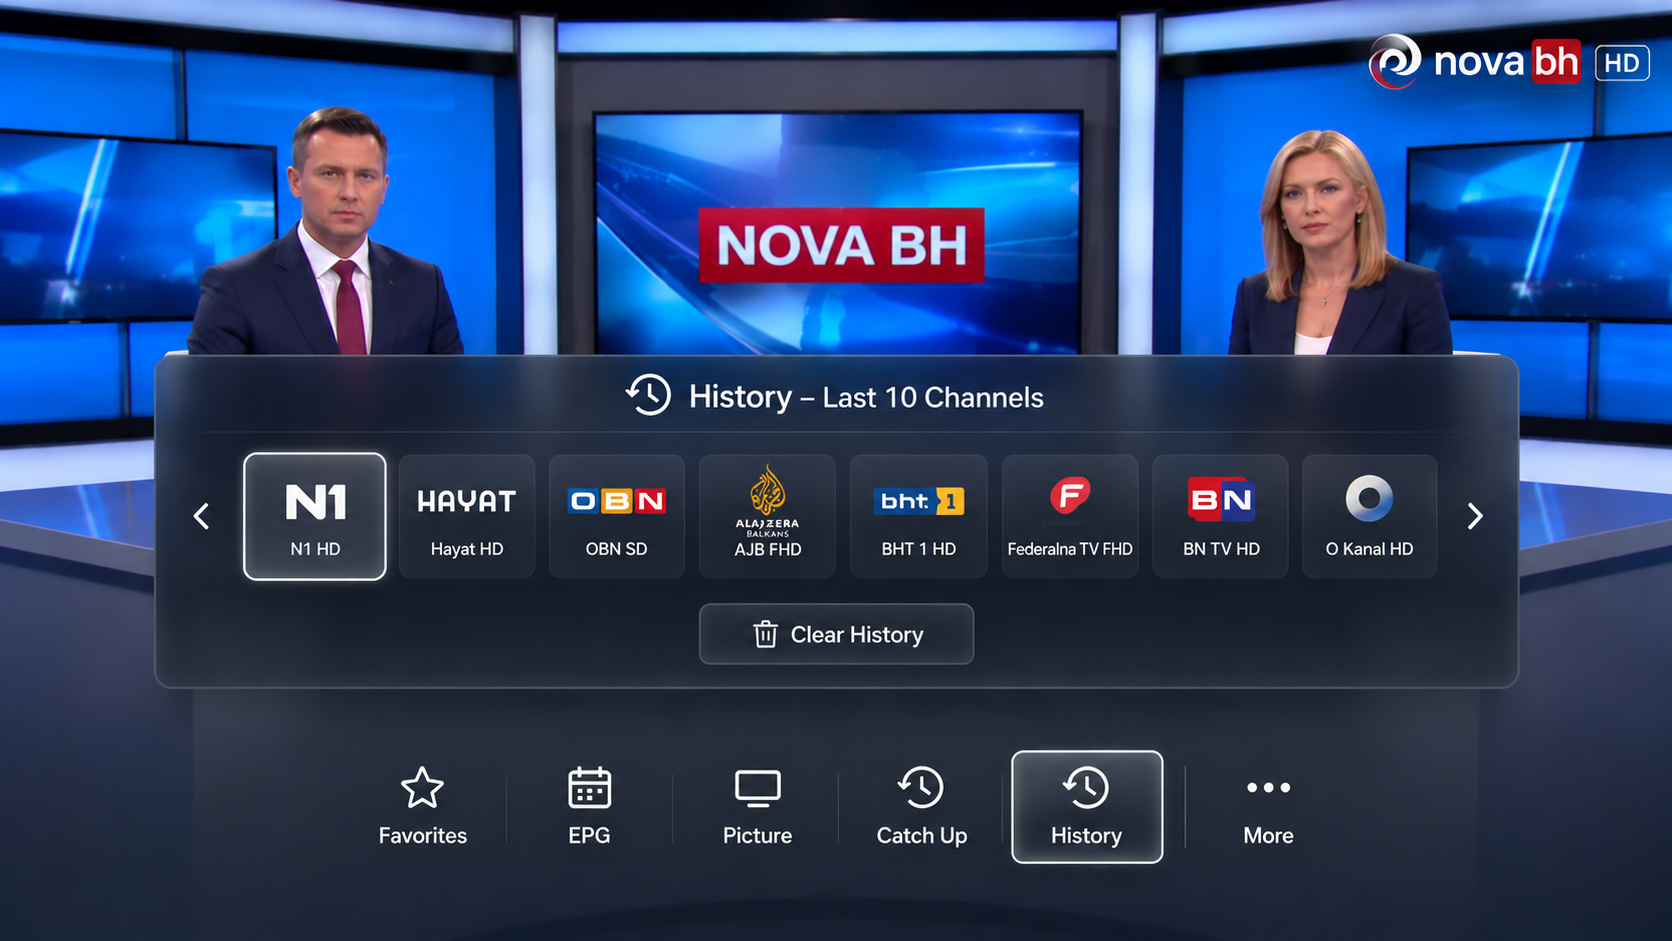 nova bh HD
NOVA BH
History – Last 10 Channels
N1
N1 HD
HAYAT
Hayat HD
OBN
OBN SD
ALAJZERA
BALKANS
AJB FHD
bht 1
BHT 1 HD
F
Federalna TV FHD
BN
BN TV HD
O Kanal HD
Clear History
Favorites
EPG
Picture
Catch Up
History
More